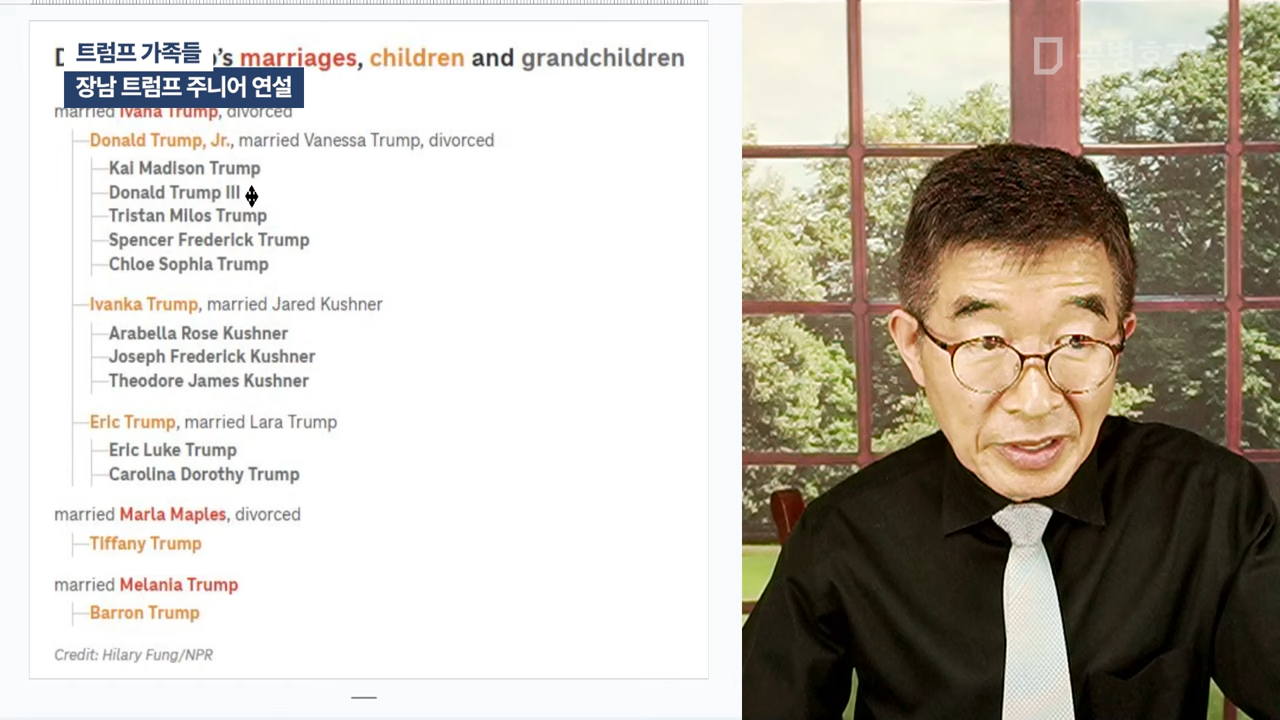 트럼프 가족들
장남 트럼프 주니어 연설
's marriages, children and grandchildren
married Ivana Trump, divorced
Donald Trump, Jr., married Vanessa Trump, divorced
Kai Madison Trump
Donald Trump III
Tristan Milos Trump
Spencer Frederick Trump
Chloe Sophia Trump
Ivanka Trump, married Jared Kushner
Arabella Rose Kushner
Joseph Frederick Kushner
Theodore James Kushner
Eric Trump, married Lara Trump
Eric Luke Trump
Carolina Dorothy Trump
married Marla Maples, divorced
Tiffany Trump
married Melania Trump
Barron Trump
Credit: Hilary Fung/NPR